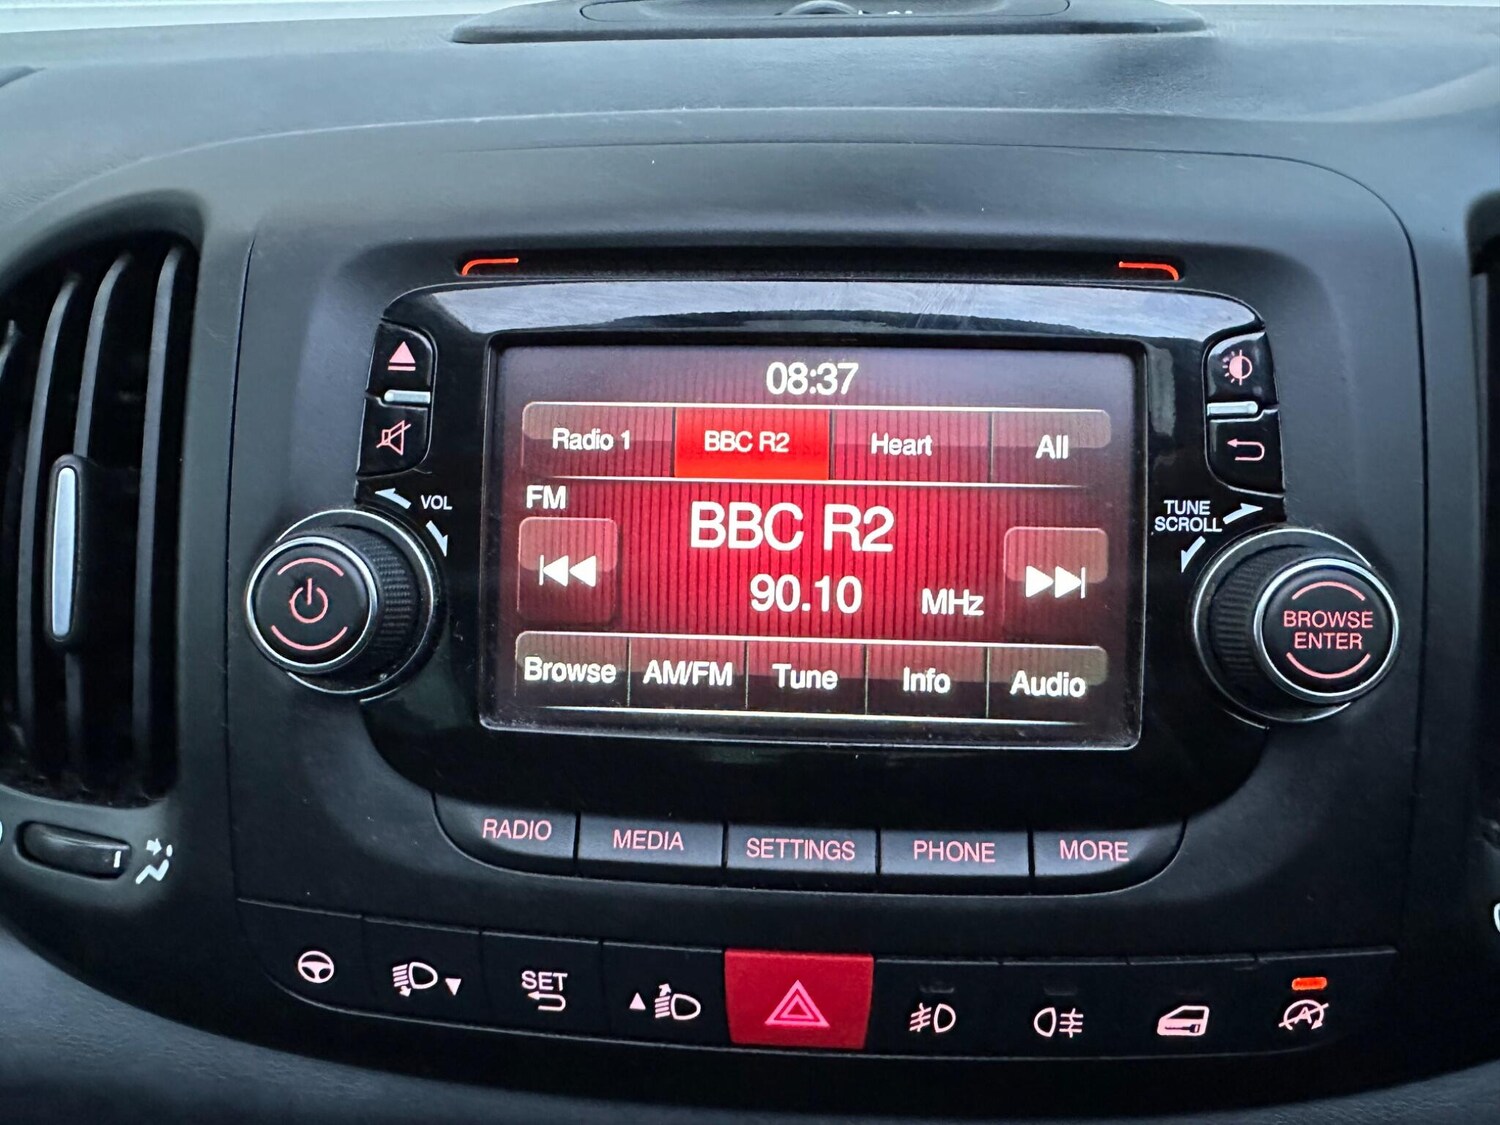 08:37
Radio 1 BBC R2 Heart All
FM
BBC R2
90.10 MHz
Browse AM/FM Tune Info Audio
VOL
TUNE
SCROLL
BROWSE
ENTER
RADIO MEDIA SETTINGS PHONE MORE
SET
A